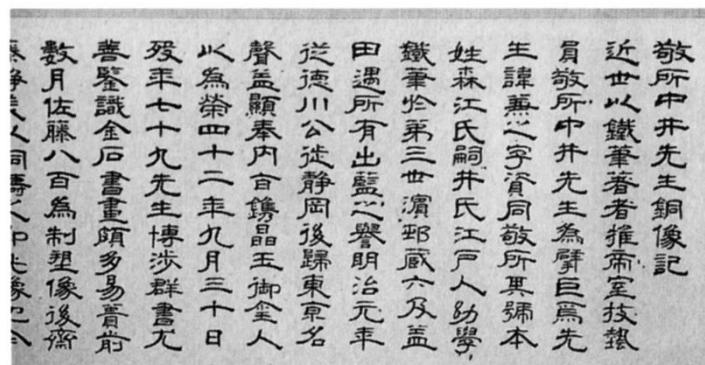 敬所中井先生銅像記
近世以鐵筆著者推帝室技藝
員敬所中井先生為擘巨焉先
生諱兼之字資同敬所其號本
姓森江氏嗣井氏江戶人幼學
鐵筆於弟三世濱邨蔵六及益
田遇所有出藍之譽明治元年
從德川公徙靜岡後歸東京名
聲益顯奉內旨鐫晶玉御璽人
以為榮四十二年九月三十日
歿年七十九先生博涉群書尤
善鑒識金石書畫頗多易簀前
數月佐藤八百為制塑像後齋